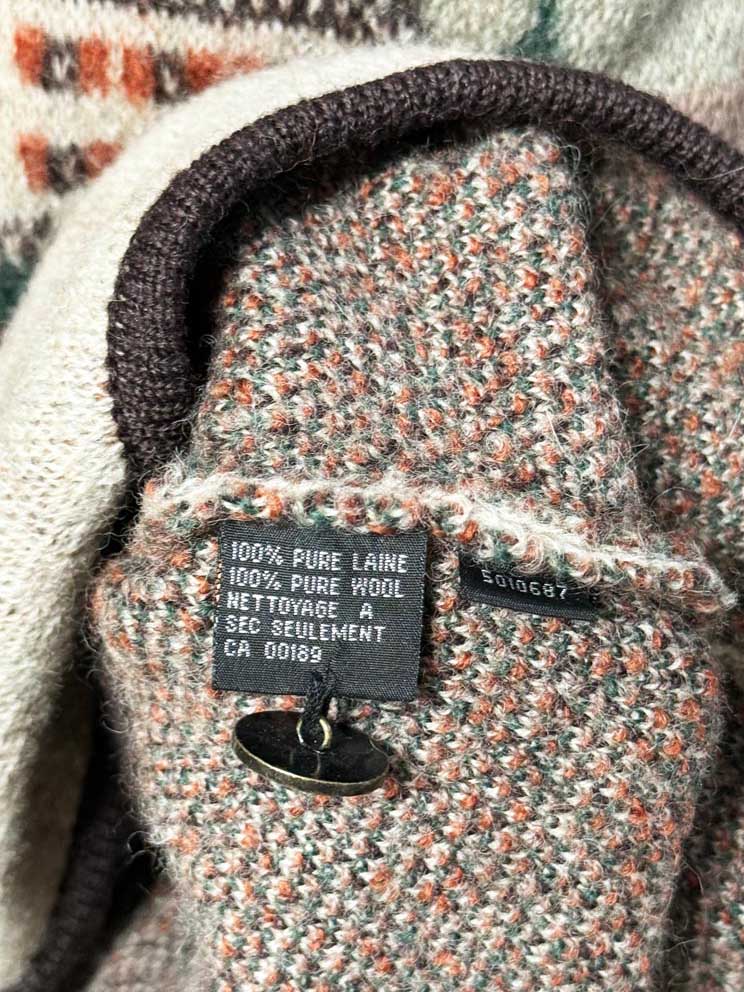 100% PURE LAINE
100% PURE WOOL
NETTOYAGE A
SEC SEULEMENT
CA 00189
5010687